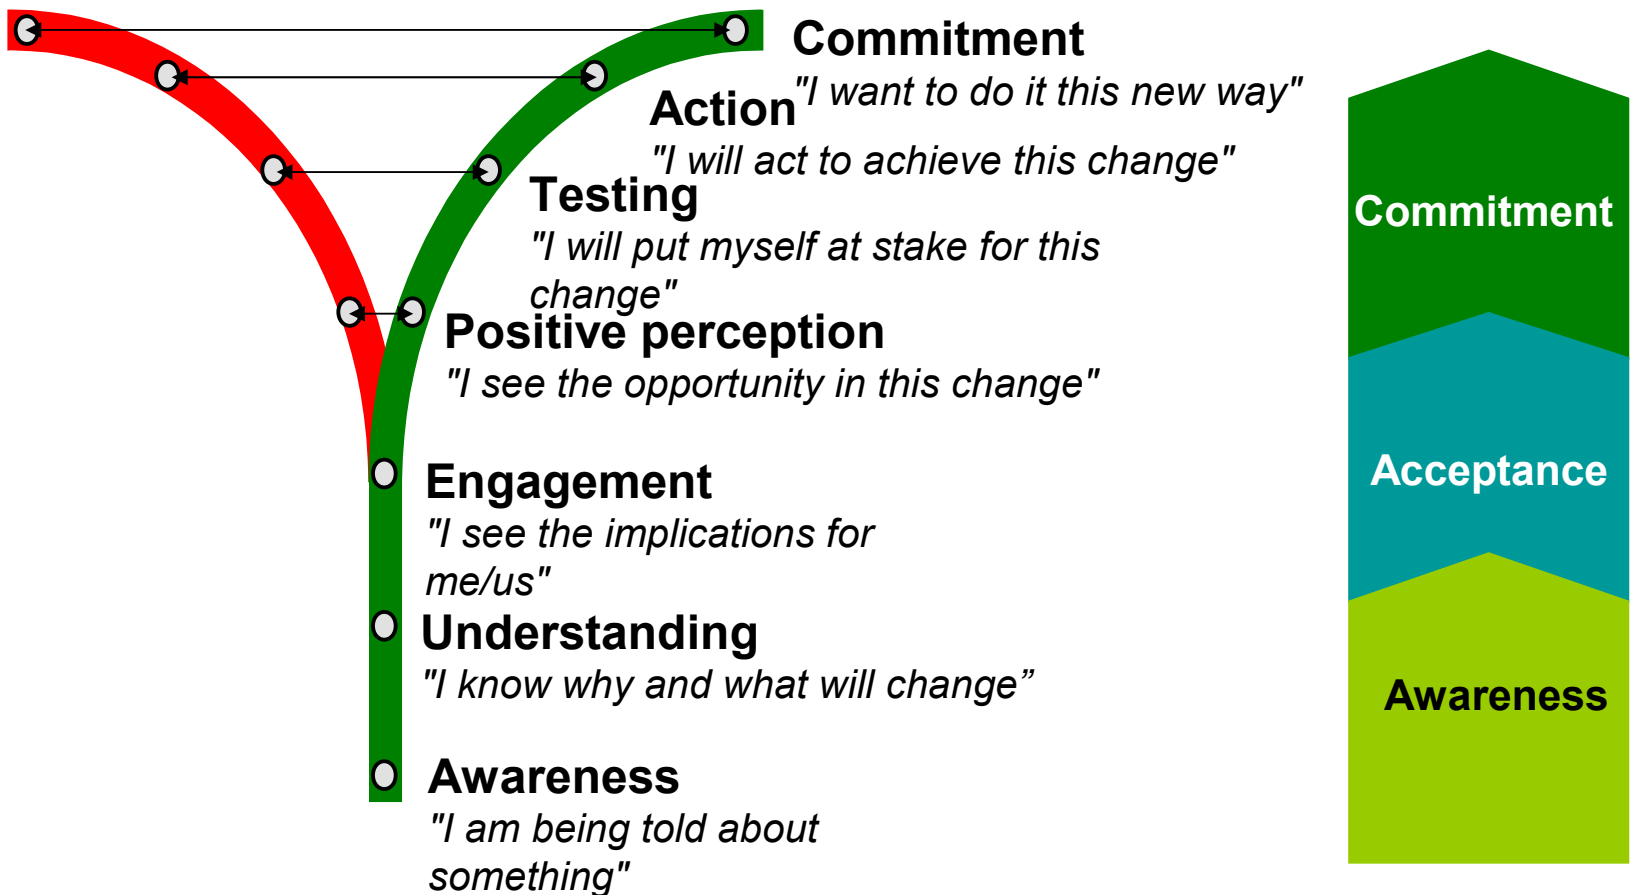 Commitment
"I want to do it this new way"
Action
"I will act to achieve this change"
Testing
"I will put myself at stake for this
change"
Positive perception
"I see the opportunity in this change"
Engagement
"I see the implications for
me/us"
Understanding
"I know why and what will change”
Awareness
"I am being told about
something"
Commitment
Acceptance
Awareness